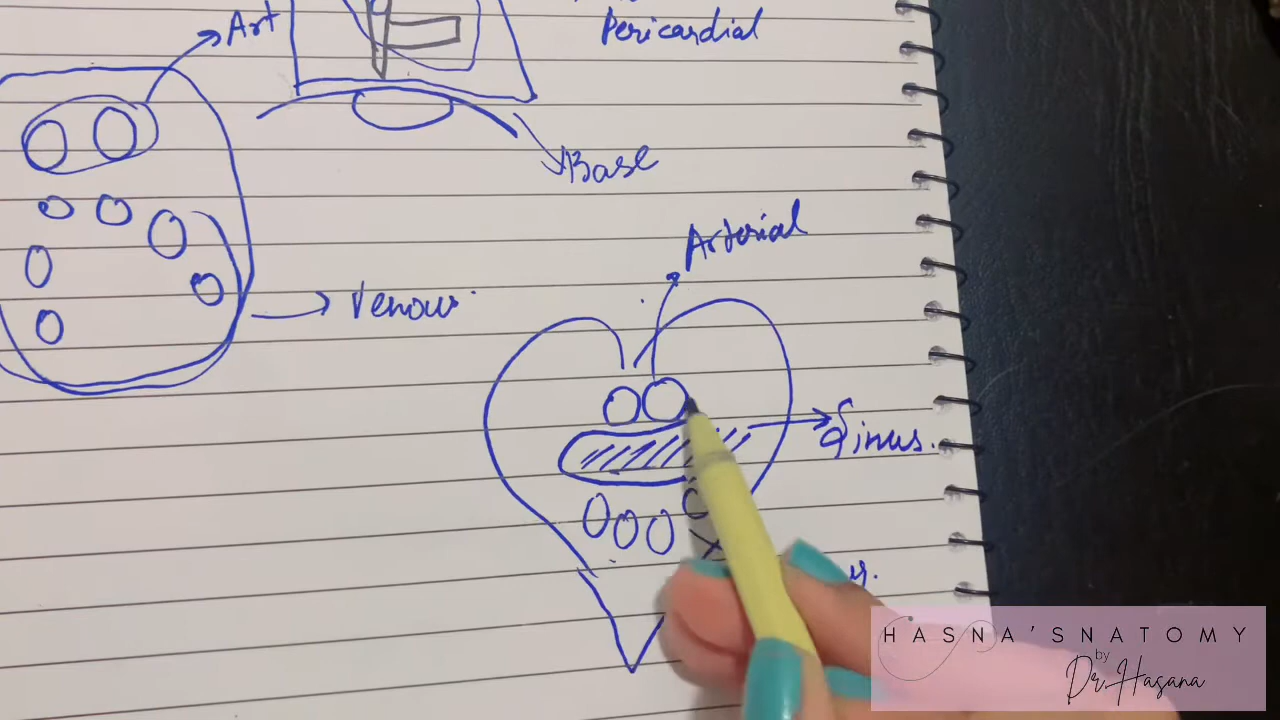 Art
Pericardial
Base
Arterial
Venous
Sinus.
HASNA'SNATOMY
by
Dr.Hasana